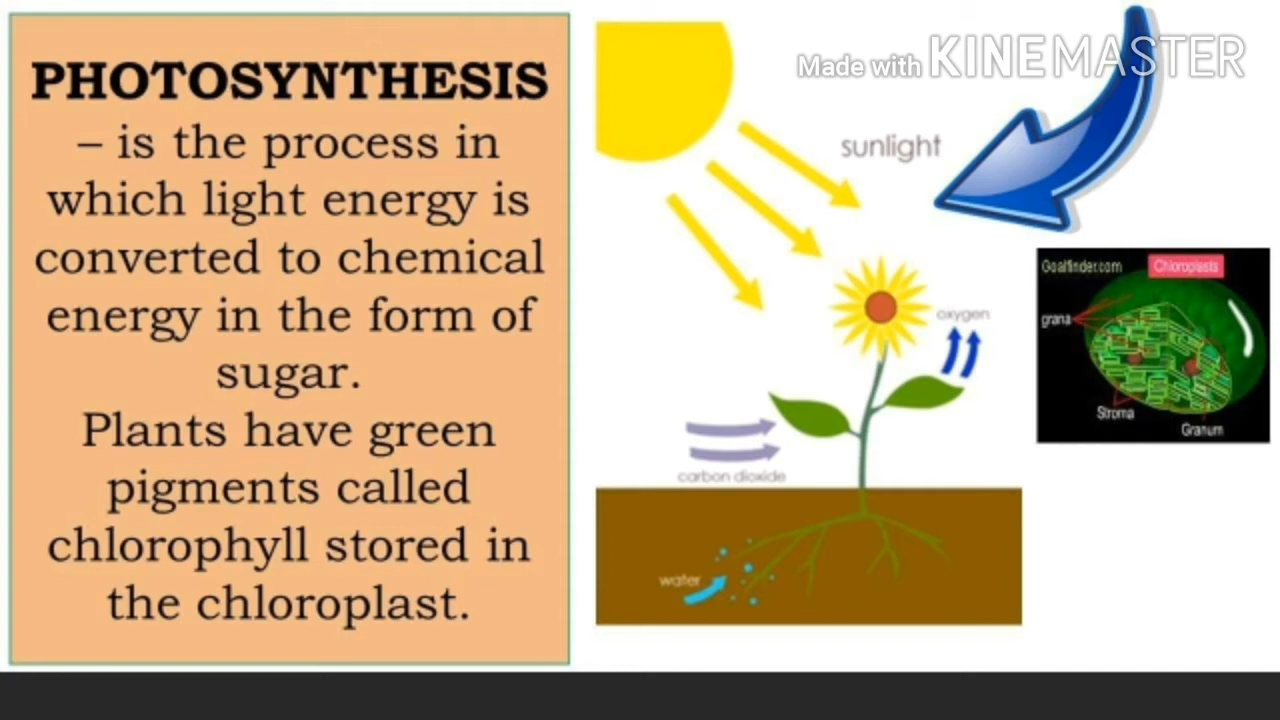 PHOTOSYNTHESIS
– is the process in
which light energy is
converted to chemical
energy in the form of
sugar.
Plants have green
pigments called
chlorophyll stored in
the chloroplast.
Made with KINEMASTER
sunlight
oxygen
carbon dioxide
water
Goalfinder.com
Chloroplasts
grana
Stroma
Granum